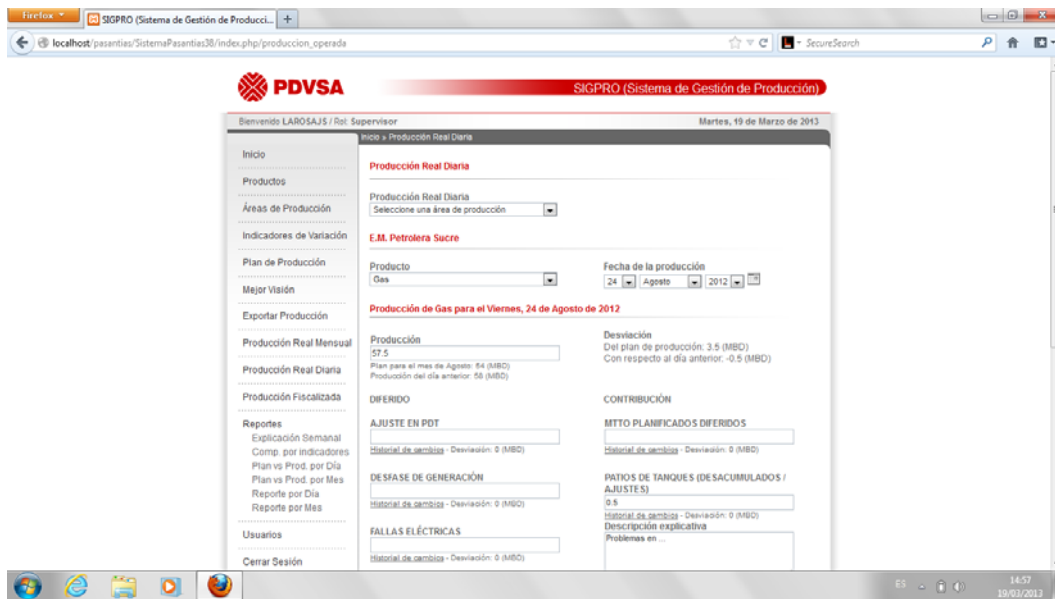 Firefox
SIGPRO (Sistema de Gestión de Producci...
localhost/pasantias/SistemaPasantias38/index.php/produccion_operada
SecureSearch
PDVSA
SIGPRO (Sistema de Gestión de Producción)
Bienvenido LAROSAJS / Rol: Supervisor
Martes, 19 de Marzo de 2013
Inicio » Producción Real Diaria
Inicio
Productos
Áreas de Producción
Indicadores de Variación
Plan de Producción
Mejor Visión
Exportar Producción
Producción Real Mensual
Producción Real Diaria
Producción Fiscalizada
Reportes
Explicación Semanal
Comp. por indicadores
Plan vs Prod. por Día
Plan vs Prod. por Mes
Reporte por Día
Reporte por Mes
Usuarios
Cerrar Sesión
Producción Real Diaria
Producción Real Diaria
Seleccione una área de producción
E.M. Petrolera Sucre
Producto
Gas
Fecha de la producción
24 Agosto 2012
Producción de Gas para el Viernes, 24 de Agosto de 2012
Producción
57.5
Plan para el mes de Agosto: 54 (MBD)
Producción del día anterior: 58 (MBD)
Desviación
Del plan de producción: 3.5 (MBD)
Con respecto al día anterior: -0.5 (MBD)
DIFERIDO
CONTRIBUCIÓN
AJUSTE EN PDT
Historial de cambios - Desviación: 0 (MBD)
MTTO PLANIFICADOS DIFERIDOS
Historial de cambios - Desviación: 0 (MBD)
DESFASE DE GENERACIÓN
Historial de cambios - Desviación: 0 (MBD)
PATIOS DE TANQUES (DESACUMULADOS /
AJUSTES)
0.5
Historial de cambios - Desviación: 0 (MBD)
Descripción explicativa
Problemas en ...
FALLAS ELÉCTRICAS
Historial de cambios - Desviación: 0 (MBD)
ES
14:57
19/03/2013